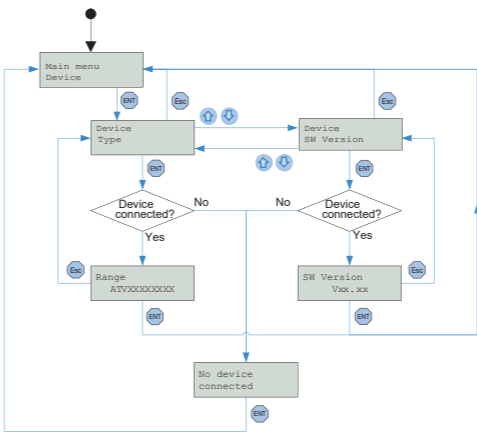 Main menu
Device
ENT
Esc
Esc
Device
Type
Device
SW Version
ENT
ENT
Device
connected?
No
No
Device
connected?
Yes
Yes
Esc
Range
ATVXXXXXXXX
SW Version
Vxx.xx
Esc
ENT
ENT
No device
connected
ENT